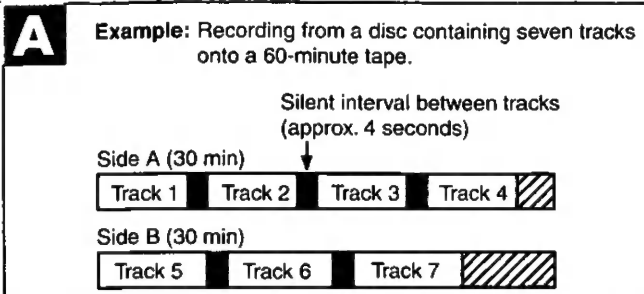 A
Example: Recording from a disc containing seven tracks
onto a 60-minute tape.
Silent interval between tracks
(approx. 4 seconds)
Side A (30 min)
Track 1 Track 2 Track 3 Track 4
Side B (30 min)
Track 5 Track 6 Track 7